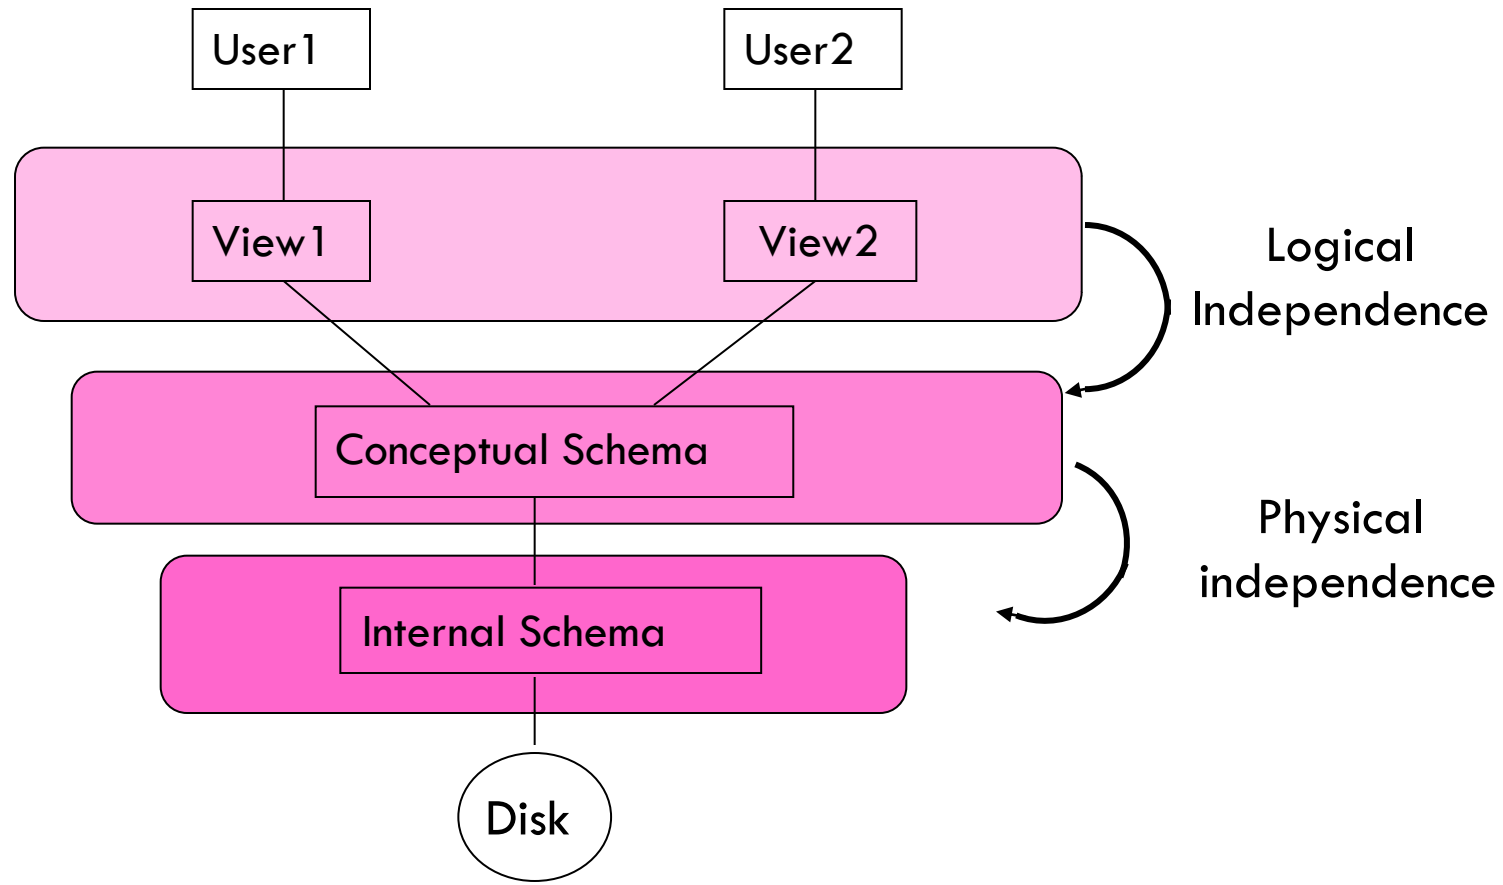 User1
User2
View1
View2
Logical
Independence
Conceptual Schema
Physical
independence
Internal Schema
Disk